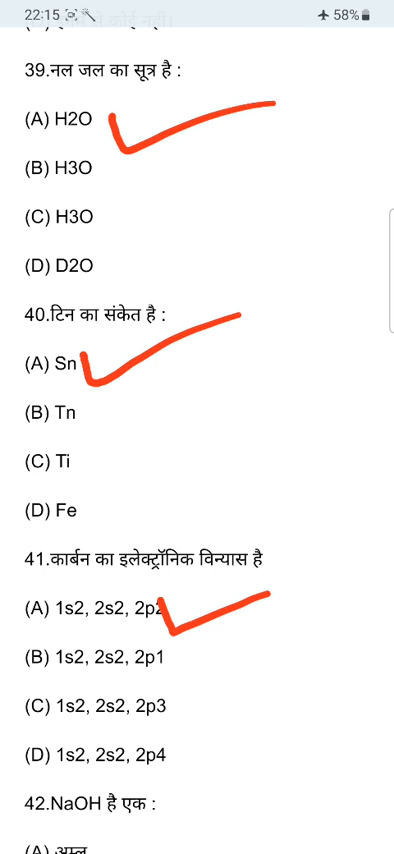 22:15 58%
39.नल जल का सूत्र है :
(A) H2O
(B) H3O
(C) H3O
(D) D2O
40.टिन का संकेत है :
(A) Sn
(B) Tn
(C) Ti
(D) Fe
41.कार्बन का इलेक्ट्रॉनिक विन्यास है
(A) 1s2, 2s2, 2p2
(B) 1s2, 2s2, 2p1
(C) 1s2, 2s2, 2p3
(D) 1s2, 2s2, 2p4
42.NaOH है एक :
(A) अम्ल